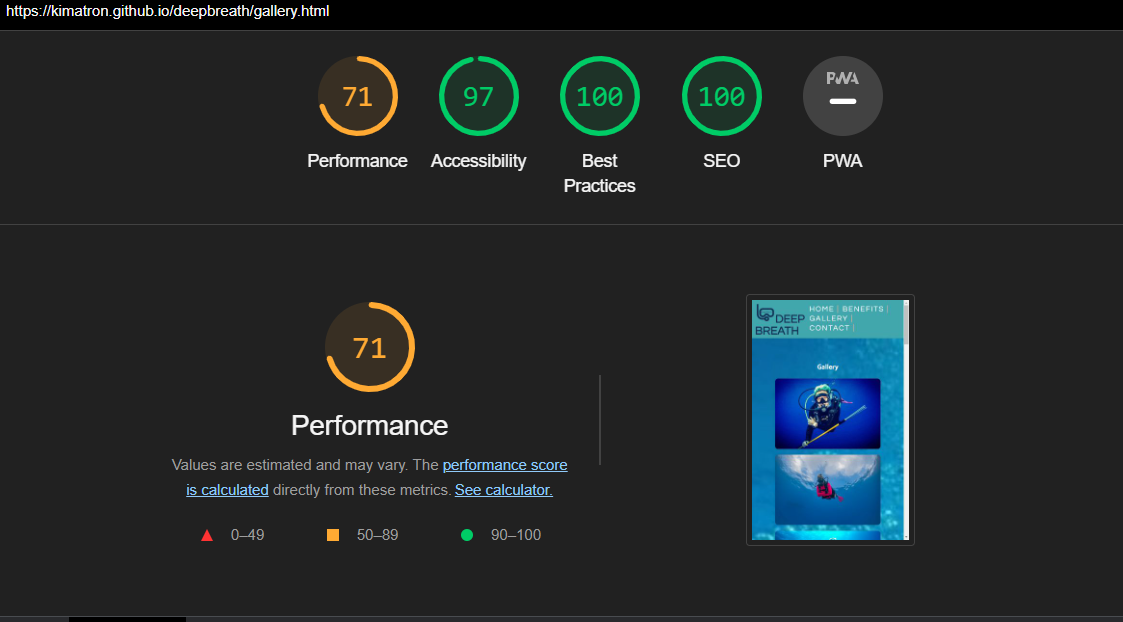 https://kimatron.github.io/deepbreath/gallery.html
71
97
100
100
PWA
Performance
Accessibility
Best
Practices
SEO
PWA
71
Performance
Values are estimated and may vary. The performance score
is calculated directly from these metrics. See calculator.
0–49
50–89
90–100
DEEP
BREATH
HOME | BENEFITS |
GALLERY |
CONTACT |
Gallery